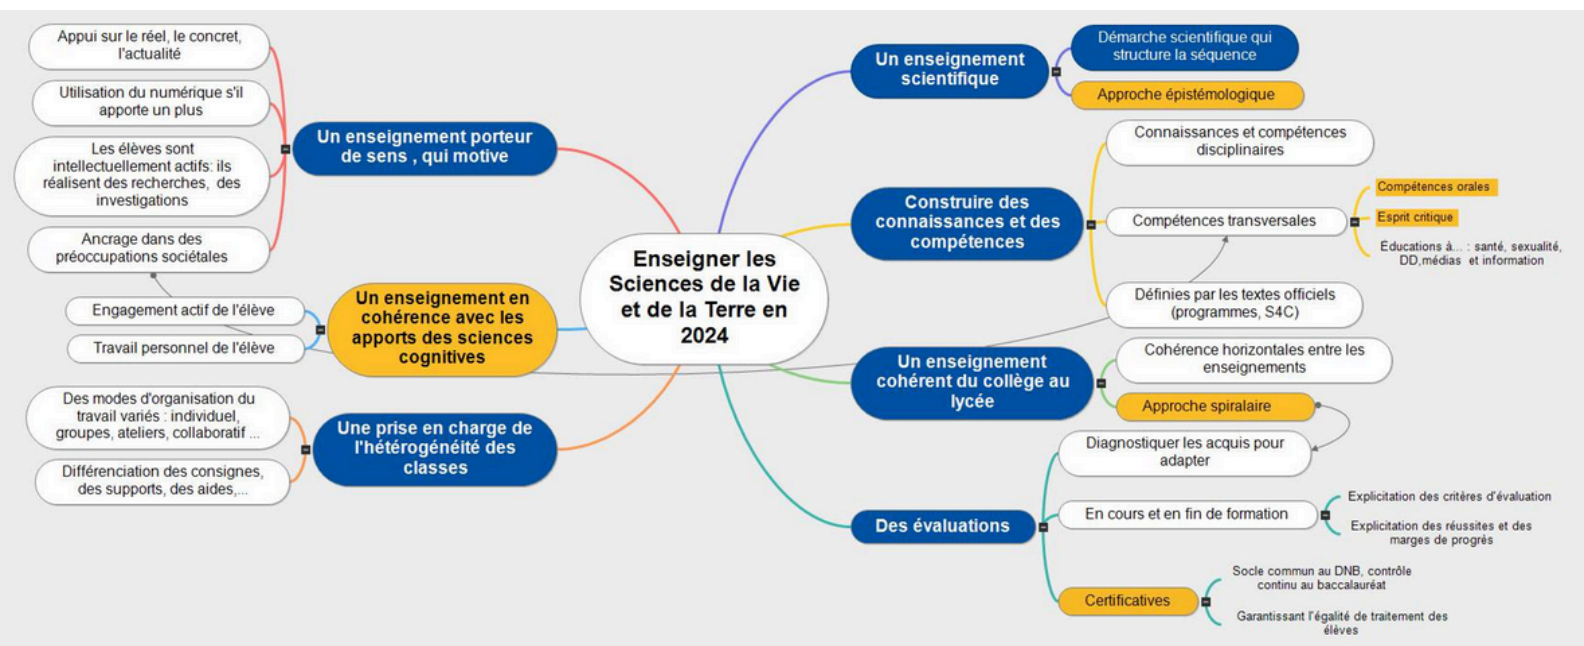 Enseigner les
Sciences de la Vie
et de la Terre en
2024
Un enseignement
scientifique
Démarche scientifique qui
structure la séquence
Approche épistémologique
Construire des
connaissances et des
compétences
Connaissances et compétences
disciplinaires
Compétences transversales
Compétences orales
Esprit critique
Éducations à... : santé, sexualité,
DD,médias et information
Définies par les textes officiels
(programmes, S4C)
Un enseignement
cohérent du collège au
lycée
Cohérence horizontales entre les
enseignements
Approche spiralaire
Des évaluations
Diagnostiquer les acquis pour
adapter
En cours et en fin de formation
Explicitation des critères d'évaluation
Explicitation des réussites et des
marges de progrès
Certificatives
Socle commun au DNB, contrôle
continu au baccalauréat
Garantissant l'égalité de traitement des
élèves
Un enseignement porteur
de sens , qui motive
Appui sur le réel, le concret,
l'actualité
Utilisation du numérique s'il
apporte un plus
Les élèves sont
intellectuellement actifs: ils
réalisent des recherches, des
investigations
Ancrage dans des
préoccupations sociétales
Un enseignement en
cohérence avec les
apports des sciences
cognitives
Engagement actif de l'élève
Travail personnel de l'élève
Une prise en charge de
l'hétérogénéité des
classes
Des modes d'organisation du
travail variés : individuel,
groupes, ateliers, collaboratif ...
Différenciation des consignes,
des supports, des aides,...